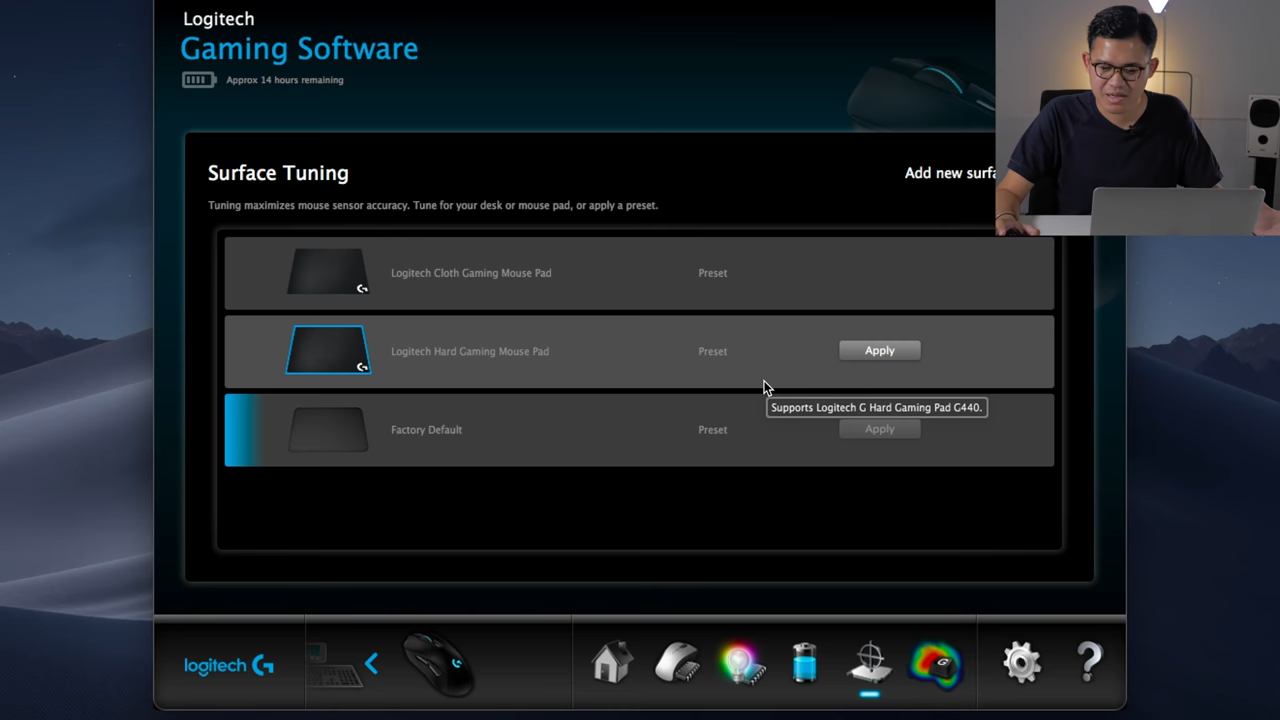 Logitech
Gaming Software
Approx 14 hours remaining
Surface Tuning
Add new surfa
Tuning maximizes mouse sensor accuracy. Tune for your desk or mouse pad, or apply a preset.
Logitech Cloth Gaming Mouse Pad Preset
Logitech Hard Gaming Mouse Pad Preset Apply
Supports Logitech G Hard Gaming Pad G440.
Factory Default Preset Apply
logitech G